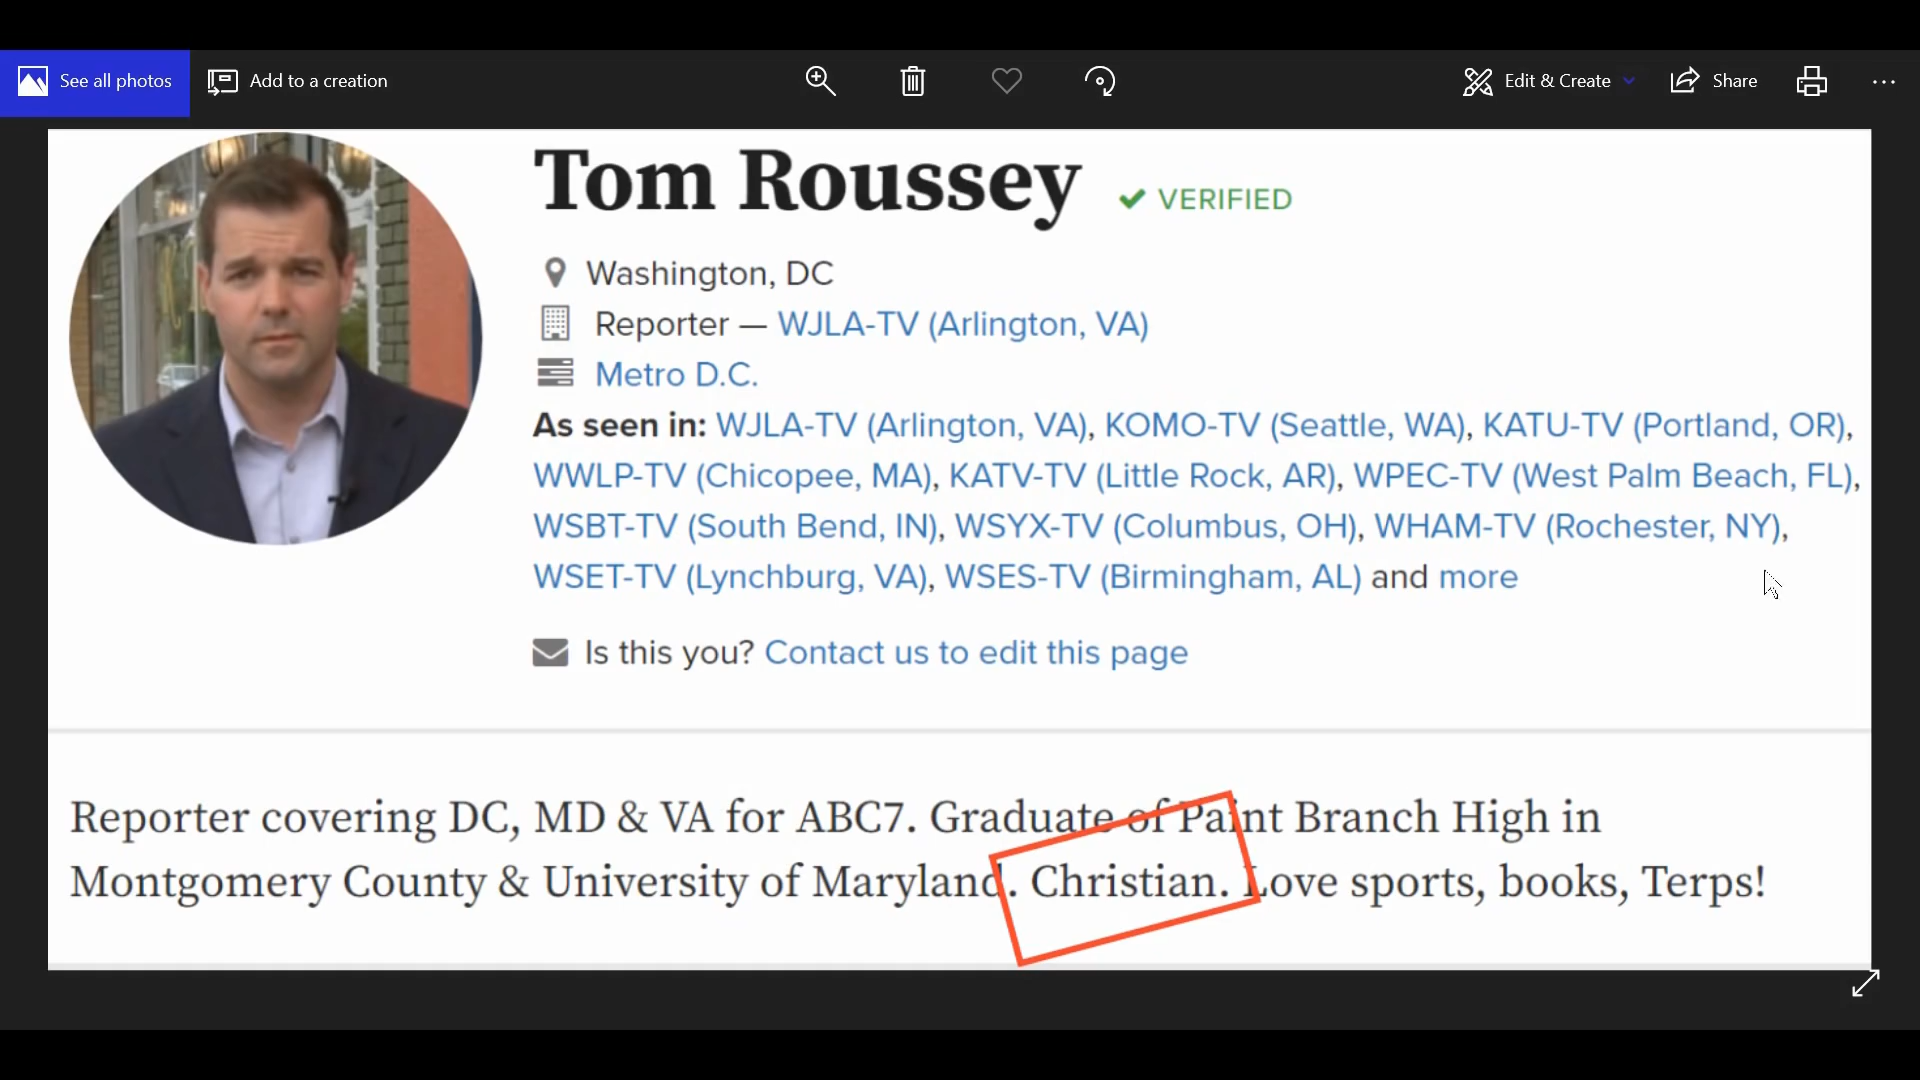 See all photos Add to a creation Edit & Create Share
Tom Roussey VERIFIED
Washington, DC
Reporter — WJLA-TV (Arlington, VA)
Metro D.C.
As seen in: WJLA-TV (Arlington, VA), KOMO-TV (Seattle, WA), KATU-TV (Portland, OR),
WWLP-TV (Chicopee, MA), KATV-TV (Little Rock, AR), WPEC-TV (West Palm Beach, FL),
WSBT-TV (South Bend, IN), WSYX-TV (Columbus, OH), WHAM-TV (Rochester, NY),
WSET-TV (Lynchburg, VA), WSES-TV (Birmingham, AL) and more
Is this you? Contact us to edit this page
Reporter covering DC, MD & VA for ABC7. Graduate of Paint Branch High in
Montgomery County & University of Maryland. Christian. Love sports, books, Terps!